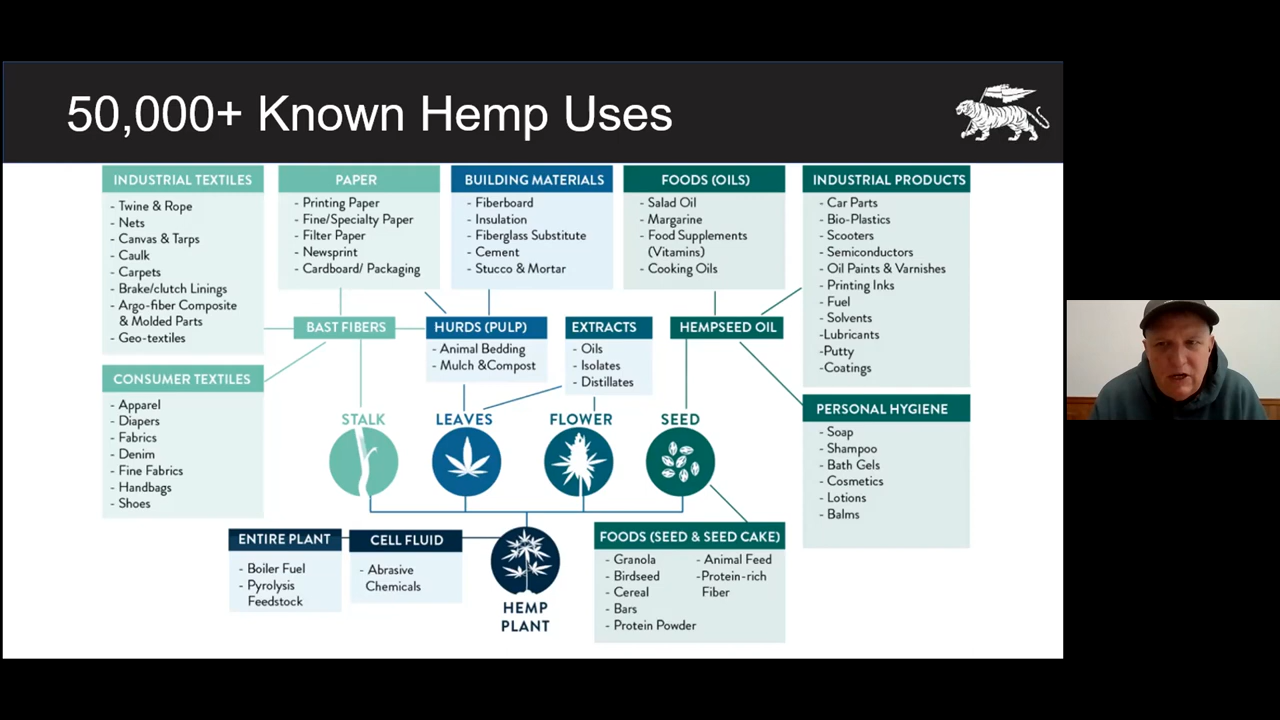 50,000+ Known Hemp Uses
INDUSTRIAL TEXTILES
- Twine & Rope
- Nets
- Canvas & Tarps
- Caulk
- Carpets
- Brake/clutch Linings
- Argo-fiber Composite
& Molded Parts
- Geo-textiles
PAPER
- Printing Paper
- Fine/Specialty Paper
- Filter Paper
- Newsprint
- Cardboard/ Packaging
BUILDING MATERIALS
- Fiberboard
- Insulation
- Fiberglass Substitute
- Cement
- Stucco & Mortar
FOODS (OILS)
- Salad Oil
- Margarine
- Food Supplements
(Vitamins)
- Cooking Oils
INDUSTRIAL PRODUCTS
- Car Parts
- Bio-Plastics
- Scooters
- Semiconductors
- Oil Paints & Varnishes
- Printing Inks
- Fuel
- Solvents
-Lubricants
-Putty
-Coatings
BAST FIBERS
HURDS (PULP)
- Animal Bedding
- Mulch &Compost
EXTRACTS
- Oils
- Isolates
- Distillates
HEMPSEED OIL
CONSUMER TEXTILES
- Apparel
- Diapers
- Fabrics
- Denim
- Fine Fabrics
- Handbags
- Shoes
STALK
LEAVES
FLOWER
SEED
PERSONAL HYGIENE
- Soap
- Shampoo
- Bath Gels
- Cosmetics
- Lotions
- Balms
ENTIRE PLANT
- Boiler Fuel
- Pyrolysis
Feedstock
CELL FLUID
- Abrasive
Chemicals
HEMP
PLANT
FOODS (SEED & SEED CAKE)
- Granola
- Birdseed
- Cereal
- Bars
- Protein Powder
- Animal Feed
-Protein-rich
Fiber